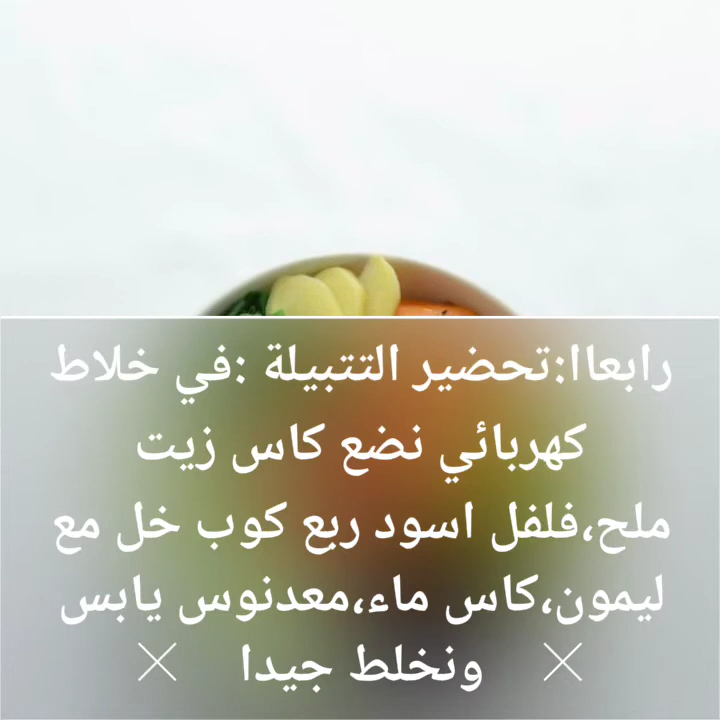 رابعاا:تحضير التتبيلة :في خلاط
كهربائي نضع كاس زيت
ملح،فلفل اسود ربع كوب خل مع
ليمون،كاس ماء،معدنوس يابس
ونخلط جيدا